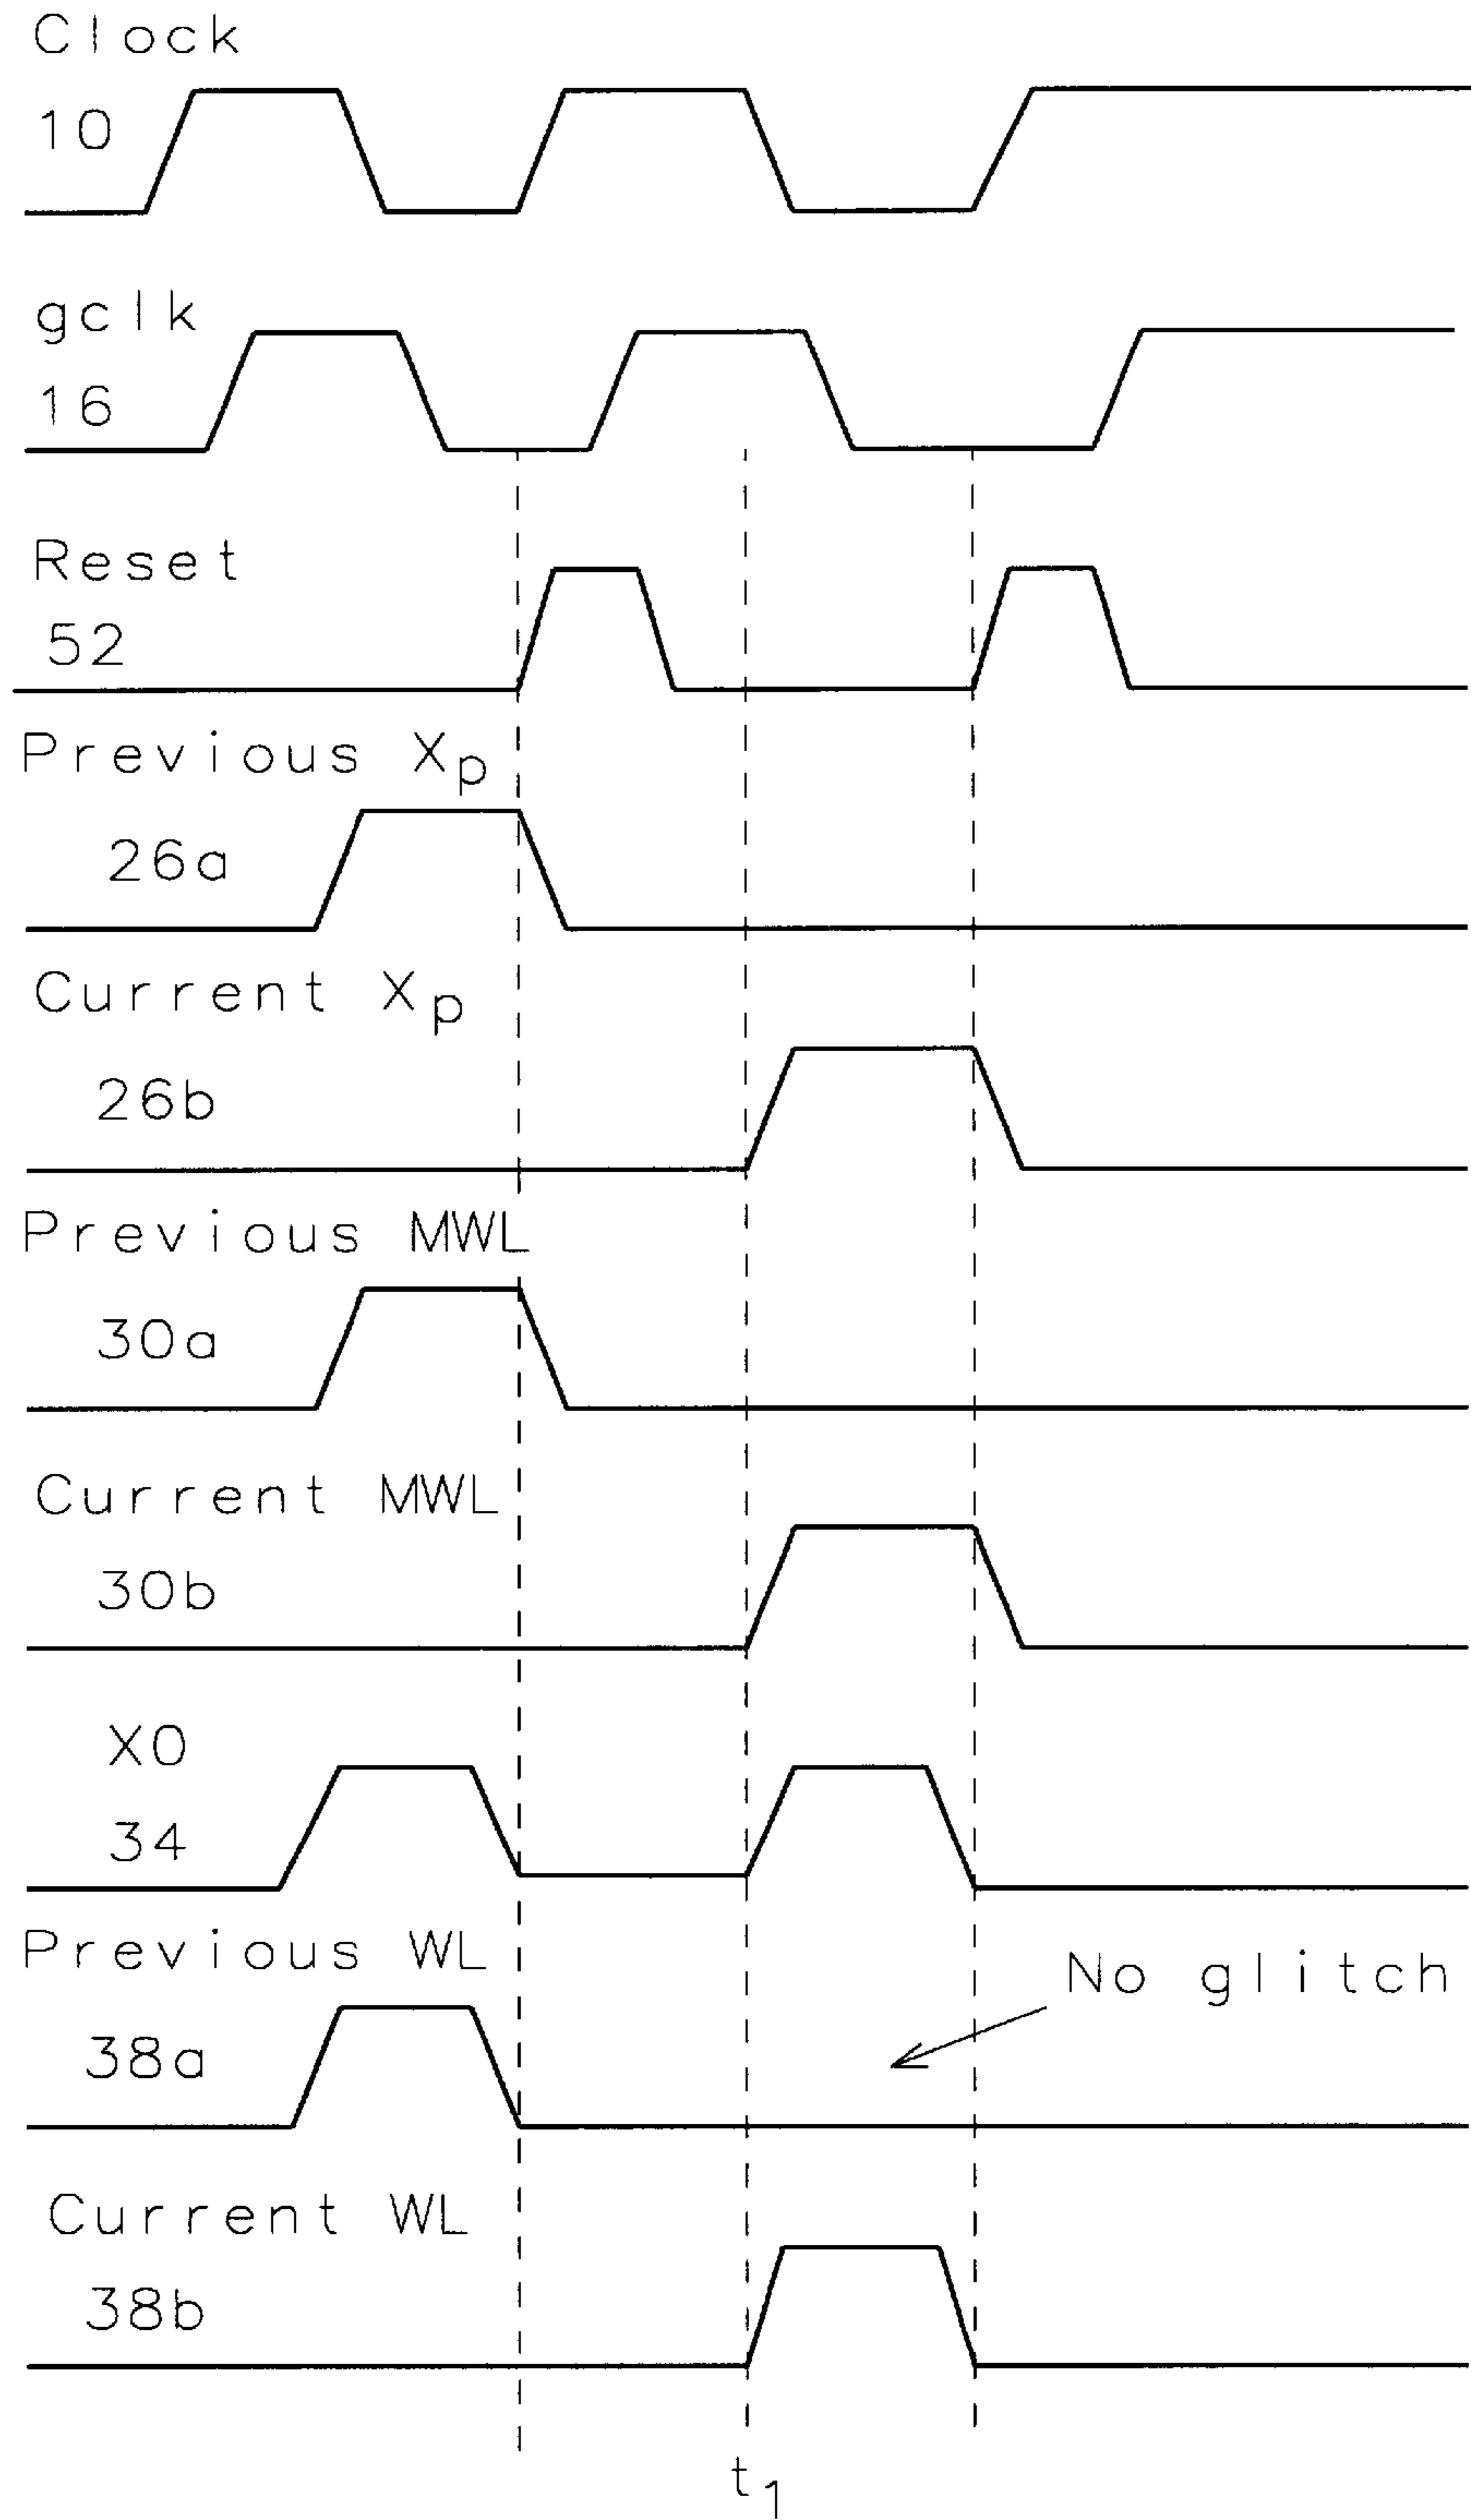 Clock
10
gclk
16
Reset
52
Previous Xp
26a
Current Xp
26b
Previous MWL
30a
Current MWL
30b
X0
34
Previous WL
No glitch
38a
Current WL
38b
t1